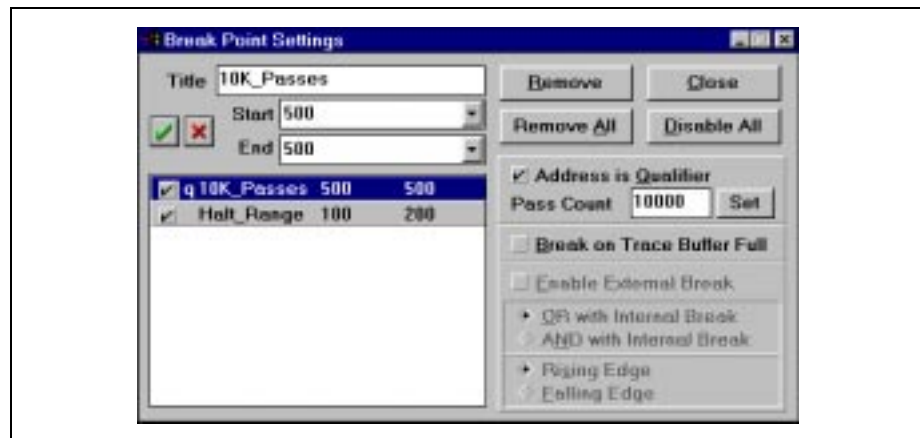 Break Point Settings
Title 10K_Passes
Start 500
End 500
q 10K_Passes 500 500
Halt_Range 100 200
Remove Close
Remove All Disable All
Address is Qualifier
Pass Count 10000 Set
Break on Trace Buffer Full
Enable External Break
OR with Internal Break
AND with Internal Break
Rising Edge
Falling Edge